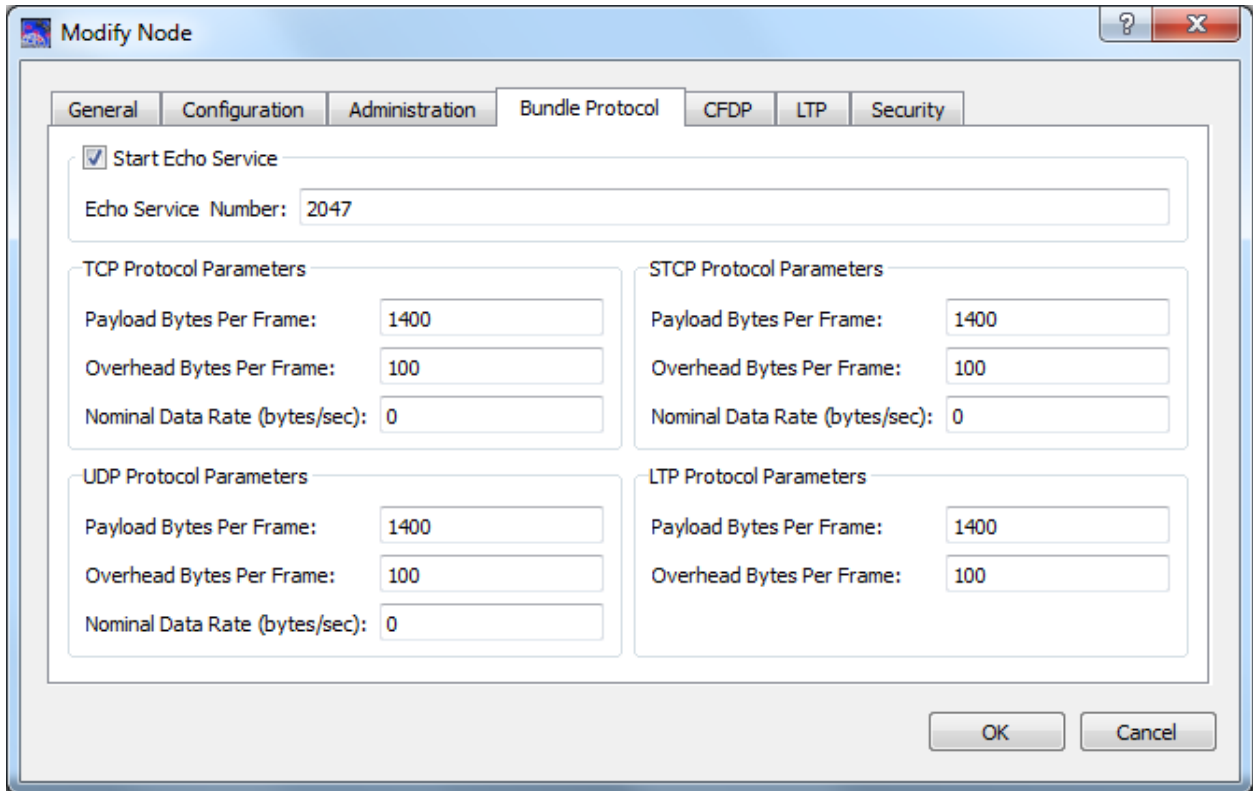 Modify Node
General Configuration Administration Bundle Protocol CFDP LTP Security
Start Echo Service
Echo Service Number: 2047
TCP Protocol Parameters
Payload Bytes Per Frame: 1400
Overhead Bytes Per Frame: 100
Nominal Data Rate (bytes/sec): 0
STCP Protocol Parameters
Payload Bytes Per Frame: 1400
Overhead Bytes Per Frame: 100
Nominal Data Rate (bytes/sec): 0
UDP Protocol Parameters
Payload Bytes Per Frame: 1400
Overhead Bytes Per Frame: 100
Nominal Data Rate (bytes/sec): 0
LTP Protocol Parameters
Payload Bytes Per Frame: 1400
Overhead Bytes Per Frame: 100
OK Cancel